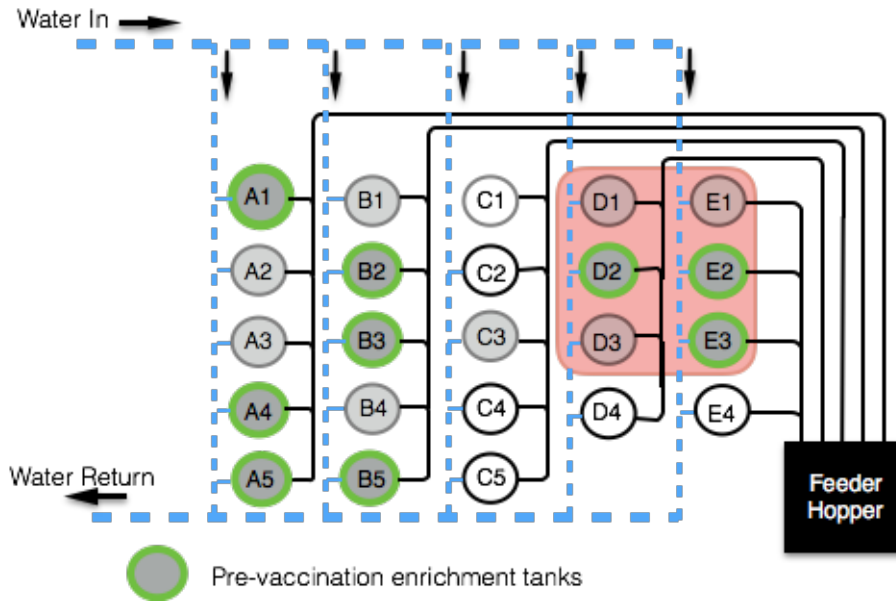 Water In
A1 B1 C1 D1 E1
A2 B2 C2 D2 E2
A3 B3 C3 D3 E3
A4 B4 C4 D4 E4
A5 B5 C5
Water Return
Feeder
Hopper
Pre-vaccination enrichment tanks